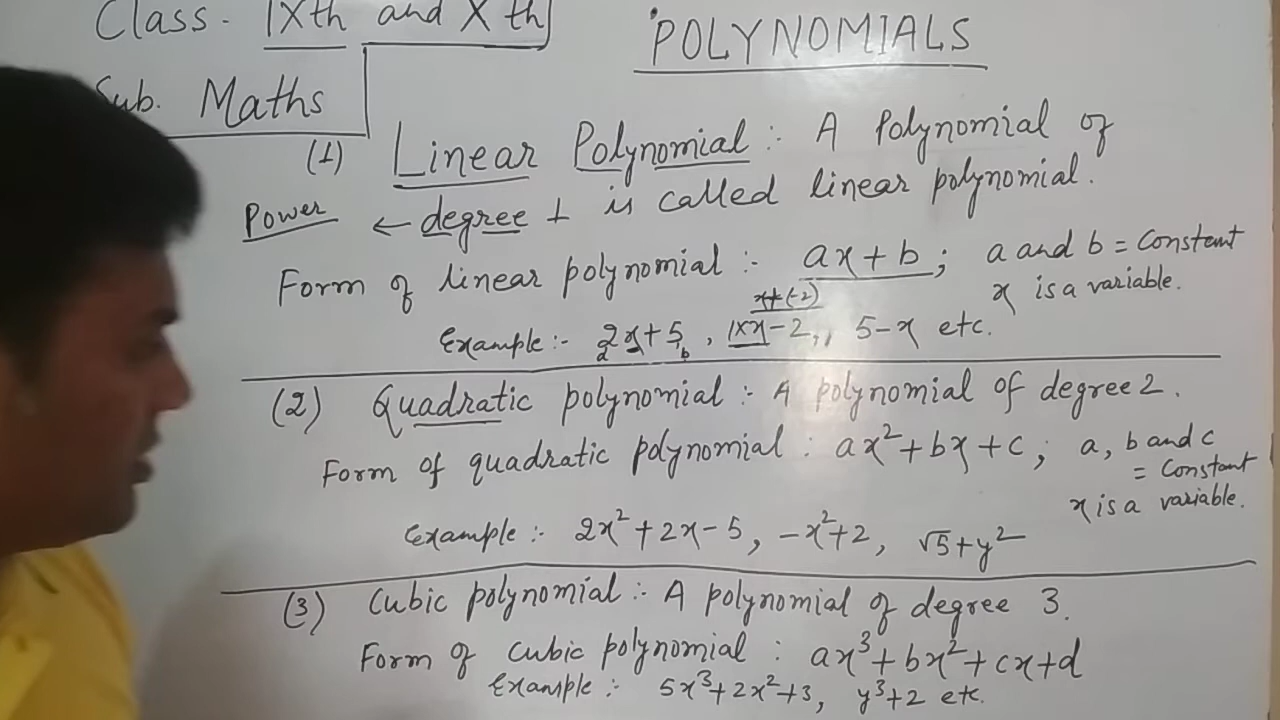 Class- IXth and Xth
POLYNOMIALS
Sub. Maths
(1) Linear Polynomial :- A Polynomial of
Power ← degree 1 is called linear polynomial.
Form of linear polynomial :- ax+b; a and b = Constant
x is a variable.
x+(-2)
Example :- 2x+5, 1×x-2,, 5-x etc.
a b
(2) Quadratic polynomial :- A polynomial of degree 2.
Form of quadratic polynomial : ax²+bx+c; a, b and c
= Constant
x is a variable.
Example :- 2x²+2x-5, -x²+2, √5+y²
(3) Cubic polynomial :- A polynomial of degree 3.
Form of cubic polynomial : ax³+bx²+cx+d
Example :- 5x³+2x²+3, y³+2 etc.